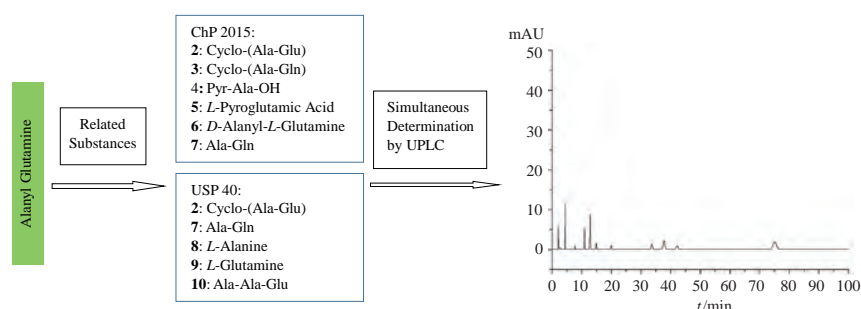 Alanyl Glutamine
Related
Substances
ChP 2015:
2: Cyclo-(Ala-Glu)
3: Cyclo-(Ala-Gln)
4: Pyr-Ala-OH
5: L-Pyroglutamic Acid
6: D-Alanyl-L-Glutamine
7: Ala-Gln
USP 40:
2: Cyclo-(Ala-Glu)
7: Ala-Gln
8: L-Alanine
9: L-Glutamine
10: Ala-Ala-Glu
Simultaneous
Determination
by UPLC
mAU
50
40
30
20
10
0
0 10 20 30 40 50 60 70 80 90 100
t/min